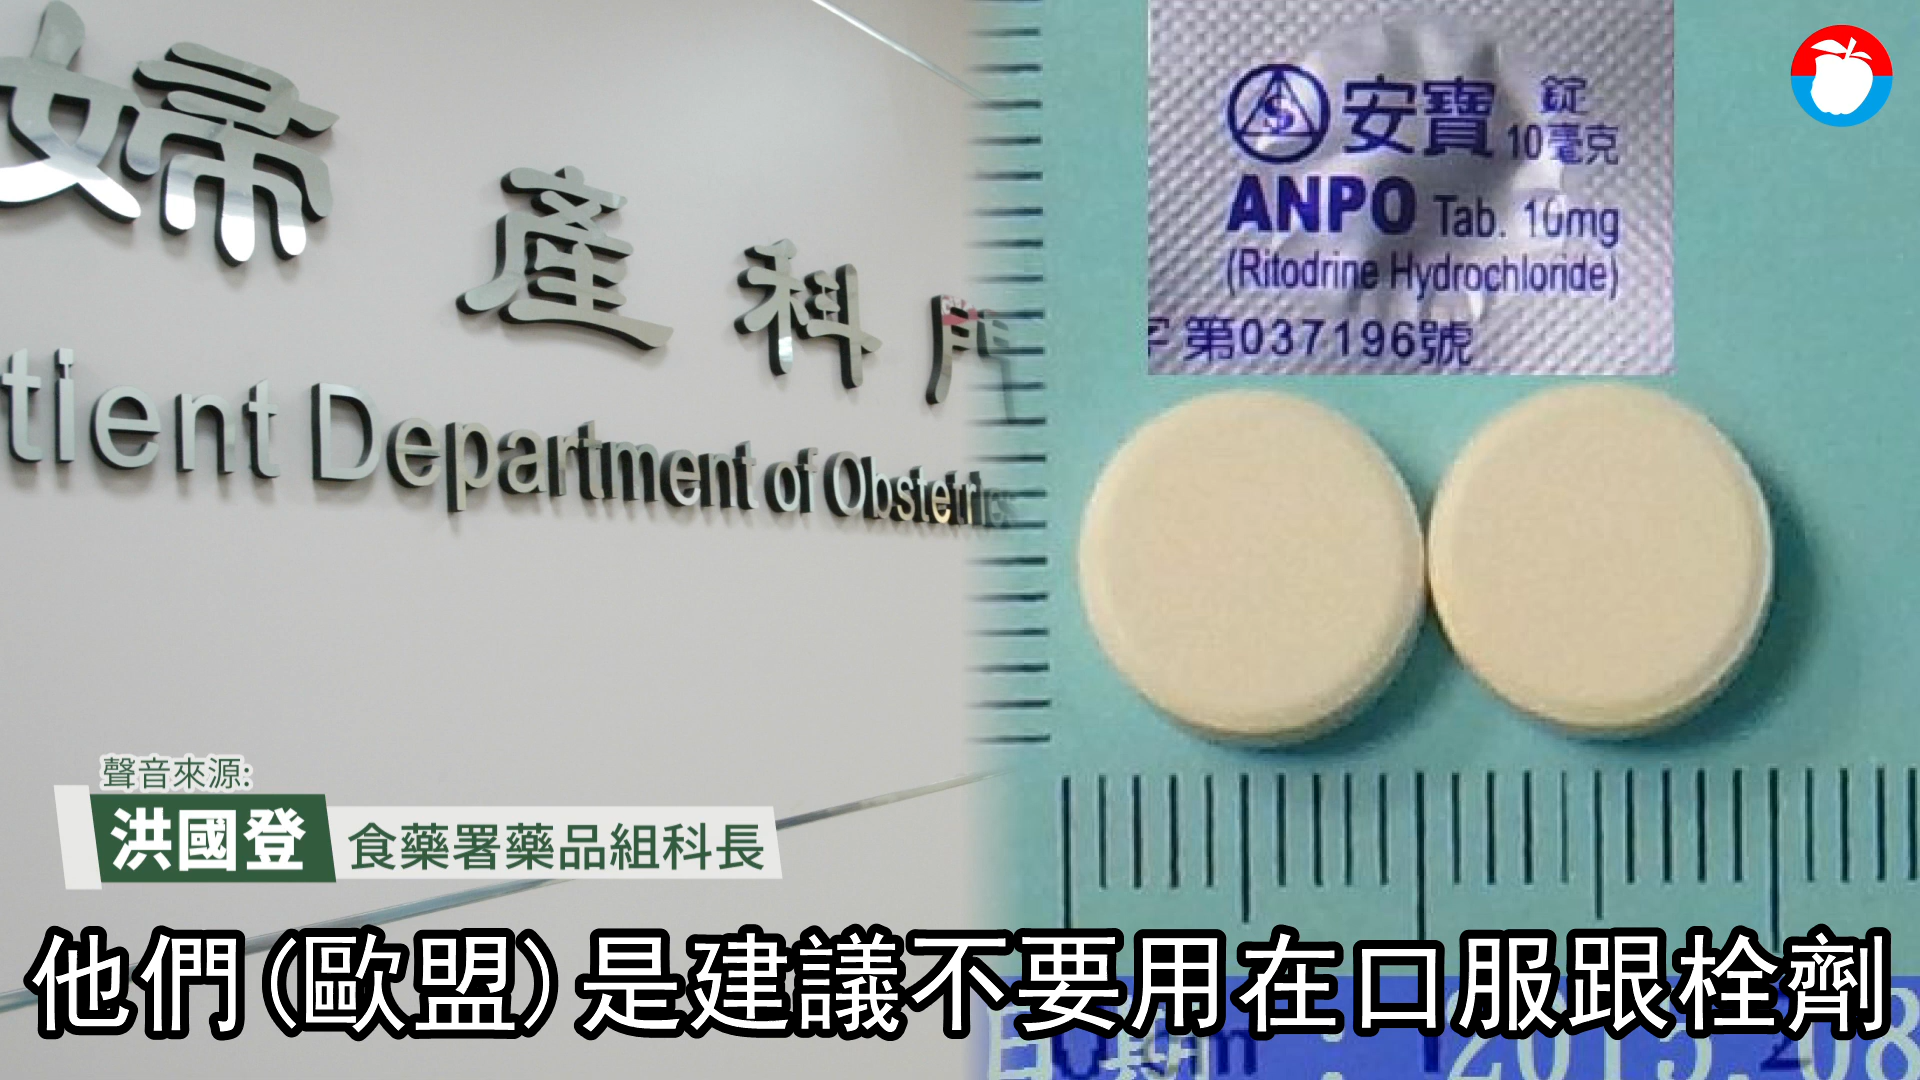 婦產科門
tient Department of Obstetrics
安寶 錠
10毫克
ANPO Tab. 10mg
(Ritodrine Hydrochloride)
字第037196號
聲音來源:
洪國登 食藥署藥品組科長
他們(歐盟)是建議不要用在口服跟栓劑